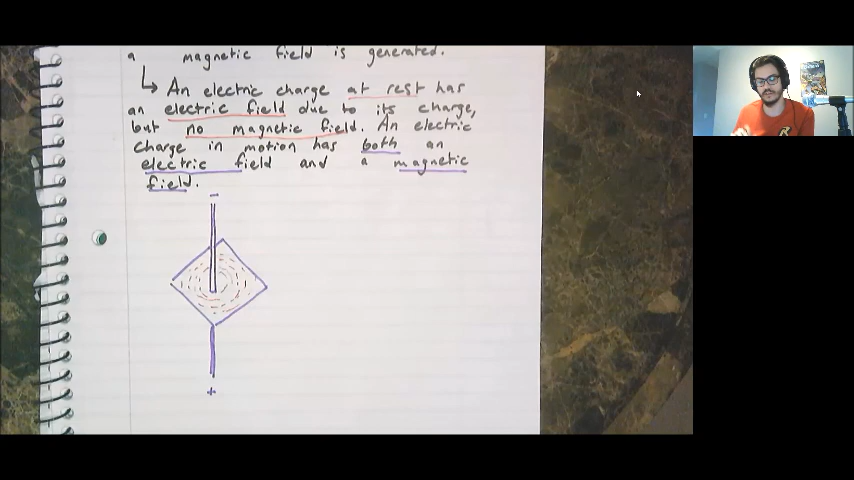 a magnetic field is generated.
↳ An electric charge at rest has
an electric field due to its charge,
but no magnetic field. An electric
charge in motion has both an
electric field and a magnetic
field.
-
+